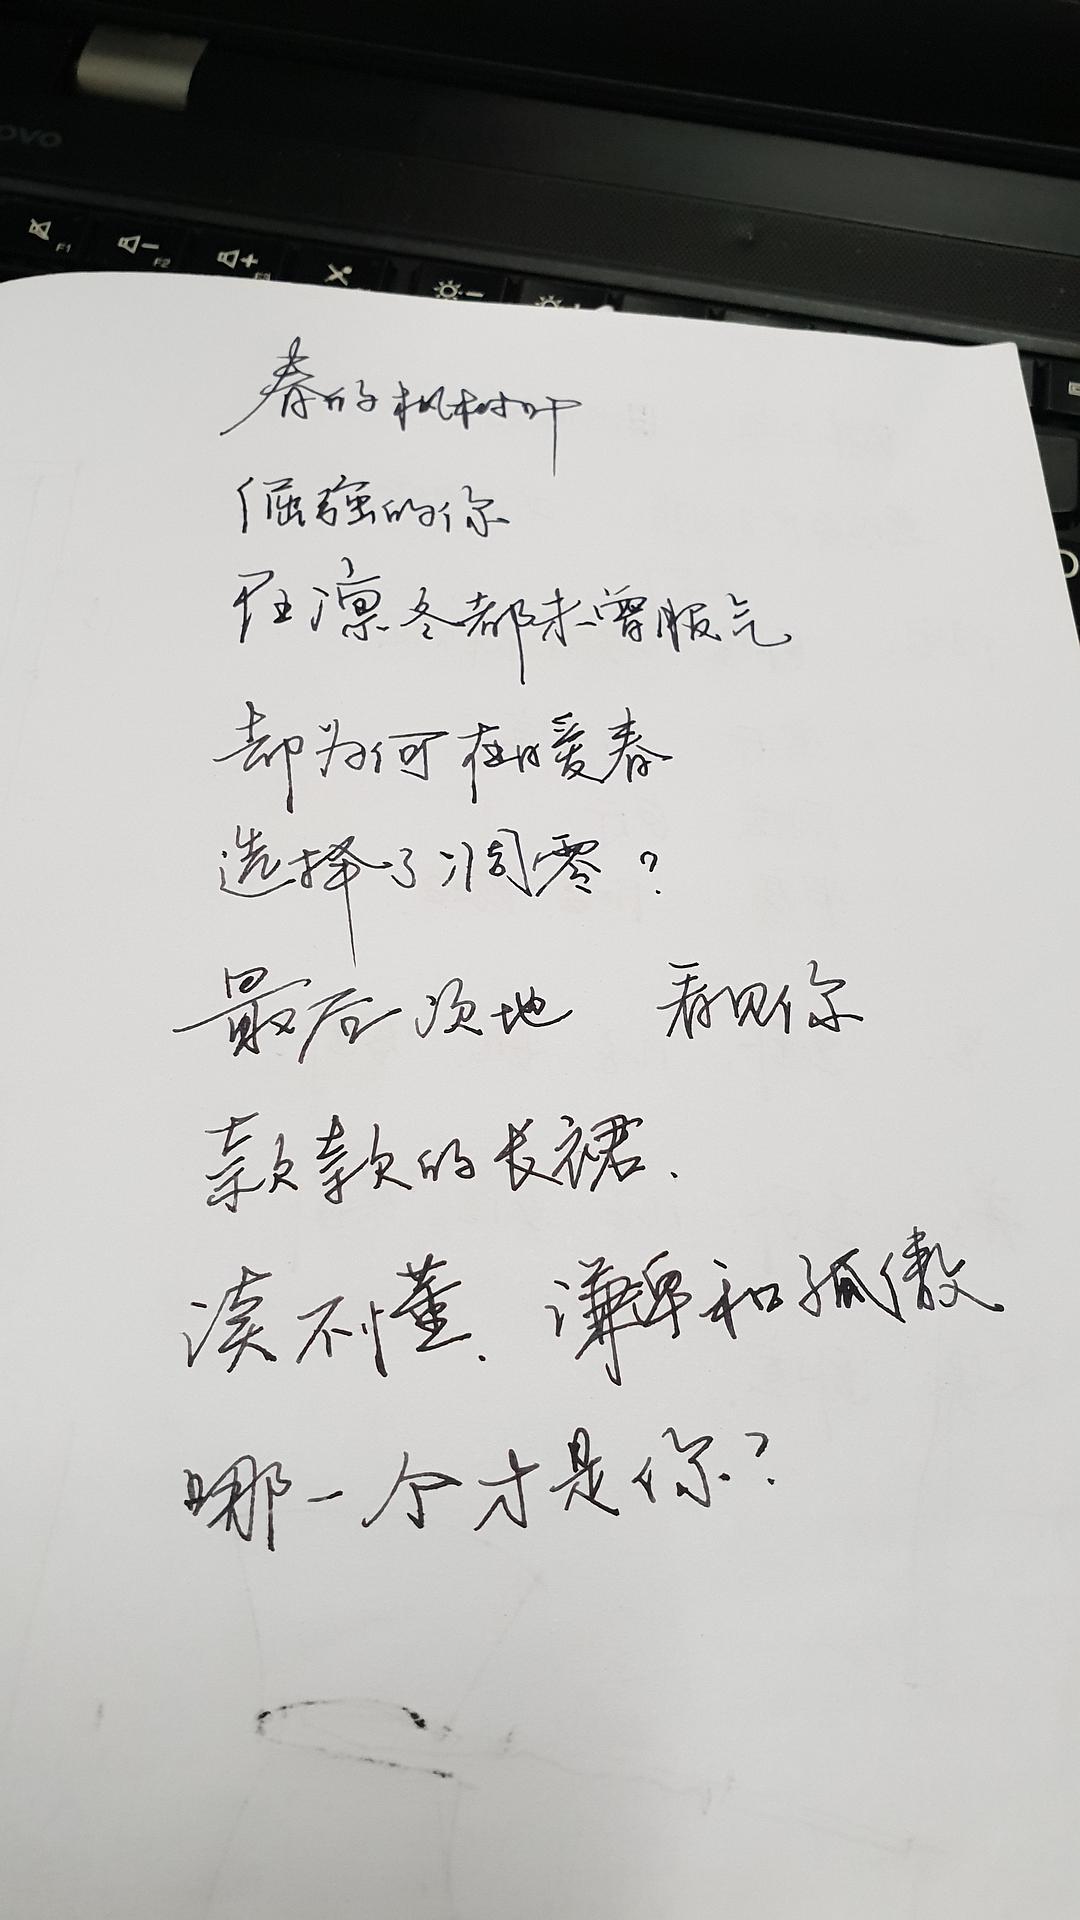 ovo
F1
F2
F3
春的枫树叶
倔强的你
在凛冬都未曾服气
却为何在暖春
选择了凋零?
最后 地 看见你
款款的长裙、
读不懂、谦卑和孤傲
哪一个才是你?